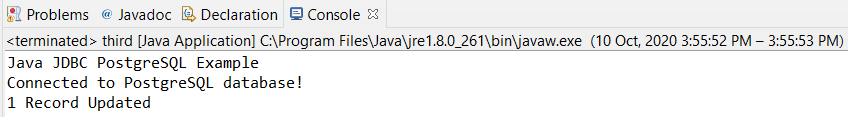 Problems @ Javadoc Declaration Console
<terminated> third [Java Application] C:\Program Files\Java\jre1.8.0_261\bin\javaw.exe (10 Oct, 2020 3:55:52 PM – 3:55:53 PM)
Java JDBC PostgreSQL Example
Connected to PostgreSQL database!
1 Record Updated